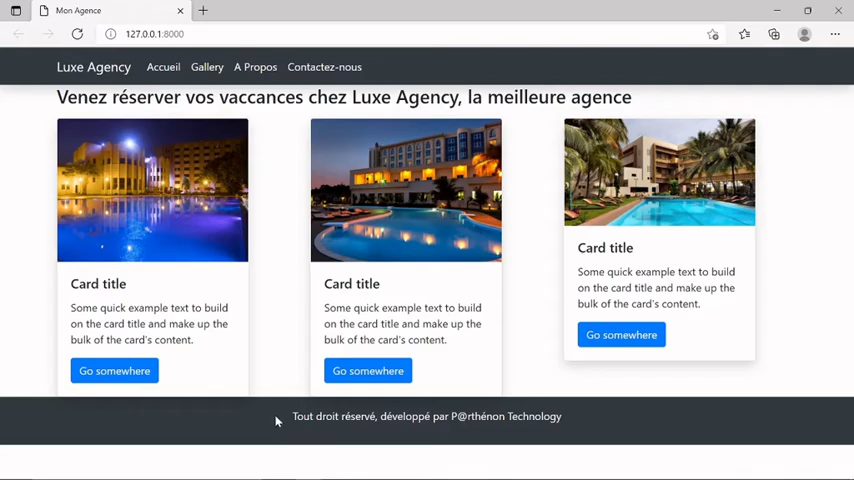 Mon Agence
127.0.0.1:8000
Luxe Agency Accueil Gallery A Propos Contactez-nous
Venez réserver vos vaccances chez Luxe Agency, la meilleure agence
Card title
Some quick example text to build
on the card title and make up the
bulk of the card's content.
Go somewhere
Card title
Some quick example text to build
on the card title and make up the
bulk of the card's content.
Go somewhere
Card title
Some quick example text to build
on the card title and make up the
bulk of the card's content.
Go somewhere
Tout droit réservé, développé par P@rthénon Technology